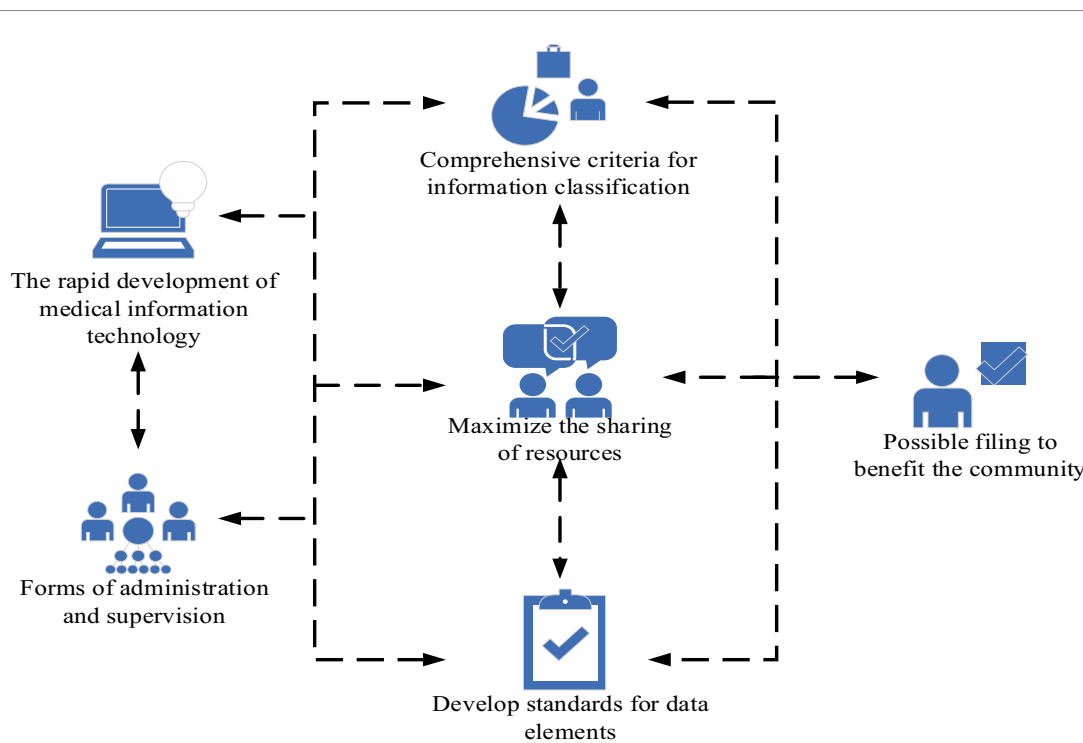 Comprehensive criteria for
information classification
The rapid development of
medical information
technology
Maximize the sharing
of resources
Possible filing to
benefit the community
Forms of administration
and supervision
Develop standards for data
elements